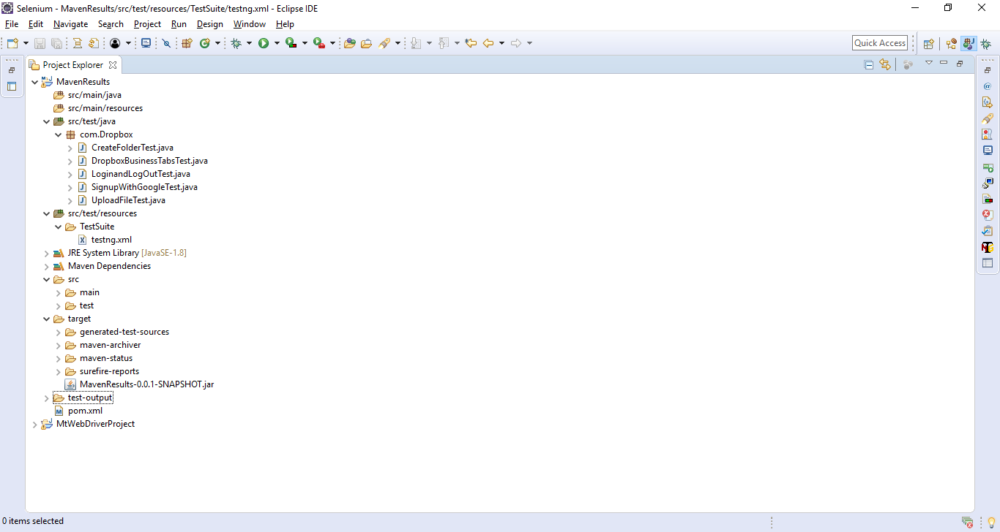 Selenium - MavenResults/src/test/resources/TestSuite/testng.xml - Eclipse IDE
File Edit Navigate Search Project Run Design Window Help
Quick Access
Project Explorer
MavenResults
src/main/java
src/main/resources
src/test/java
com.Dropbox
CreateFolderTest.java
DropboxBusinessTabsTest.java
LoginandLogOutTest.java
SignupWithGoogleTest.java
UploadFileTest.java
src/test/resources
TestSuite
testng.xml
JRE System Library [JavaSE-1.8]
Maven Dependencies
src
main
test
target
generated-test-sources
maven-archiver
maven-status
surefire-reports
MavenResults-0.0.1-SNAPSHOT.jar
test-output
pom.xml
MtWebDriverProject
0 items selected